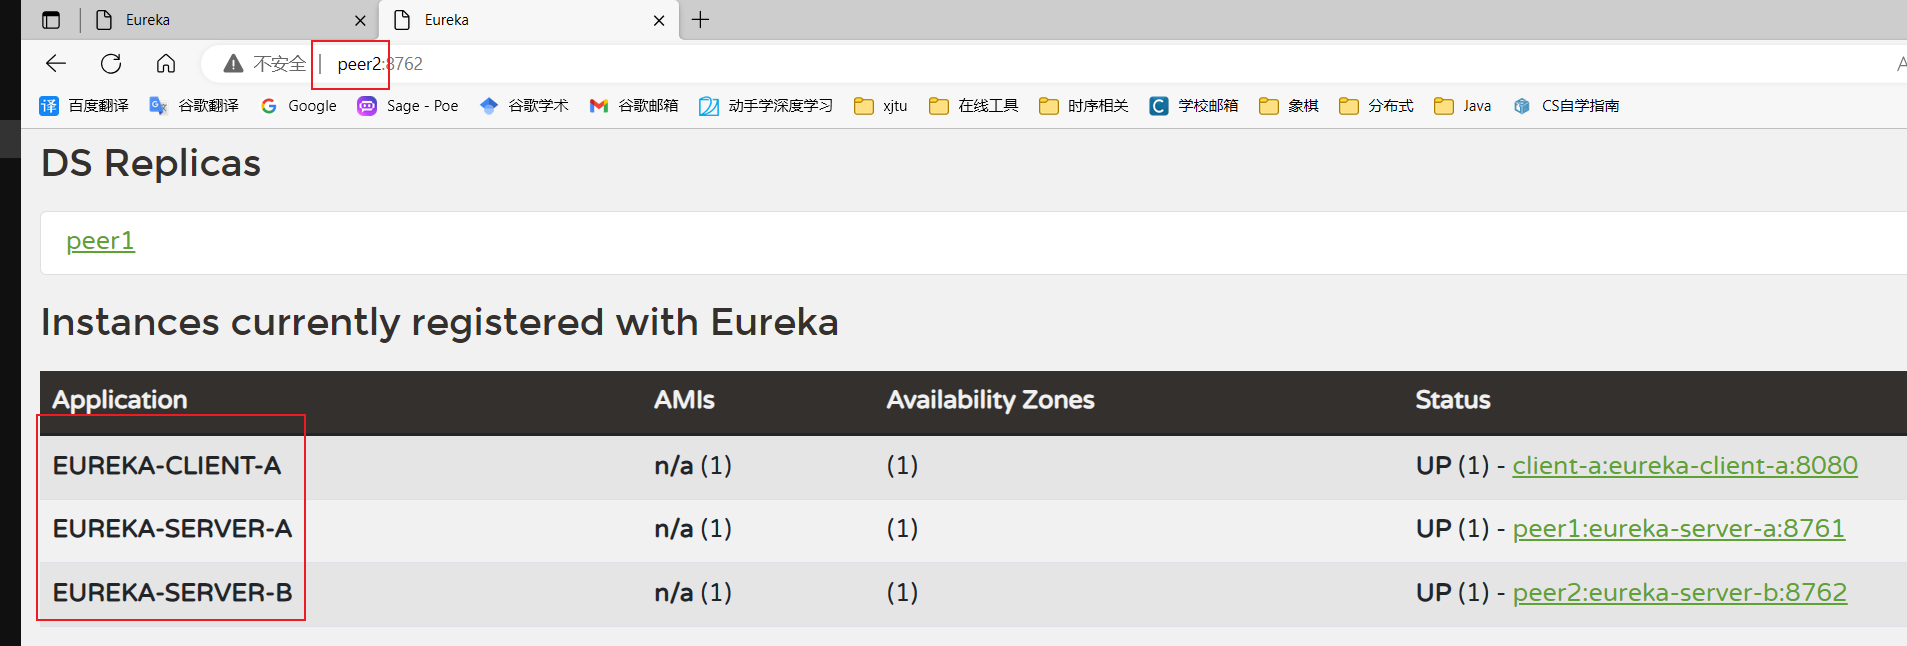 Eureka Eureka
不安全 peer2:8762
百度翻译 谷歌翻译 Google Sage - Poe 谷歌学术 谷歌邮箱 动手学深度学习 xjtu 在线工具 时序相关 学校邮箱 象棋 分布式 Java CS自学指南
DS Replicas
peer1
Instances currently registered with Eureka
Application AMIs Availability Zones Status
EUREKA-CLIENT-A n/a (1) (1) UP (1) - client-a:eureka-client-a:8080
EUREKA-SERVER-A n/a (1) (1) UP (1) - peer1:eureka-server-a:8761
EUREKA-SERVER-B n/a (1) (1) UP (1) - peer2:eureka-server-b:8762